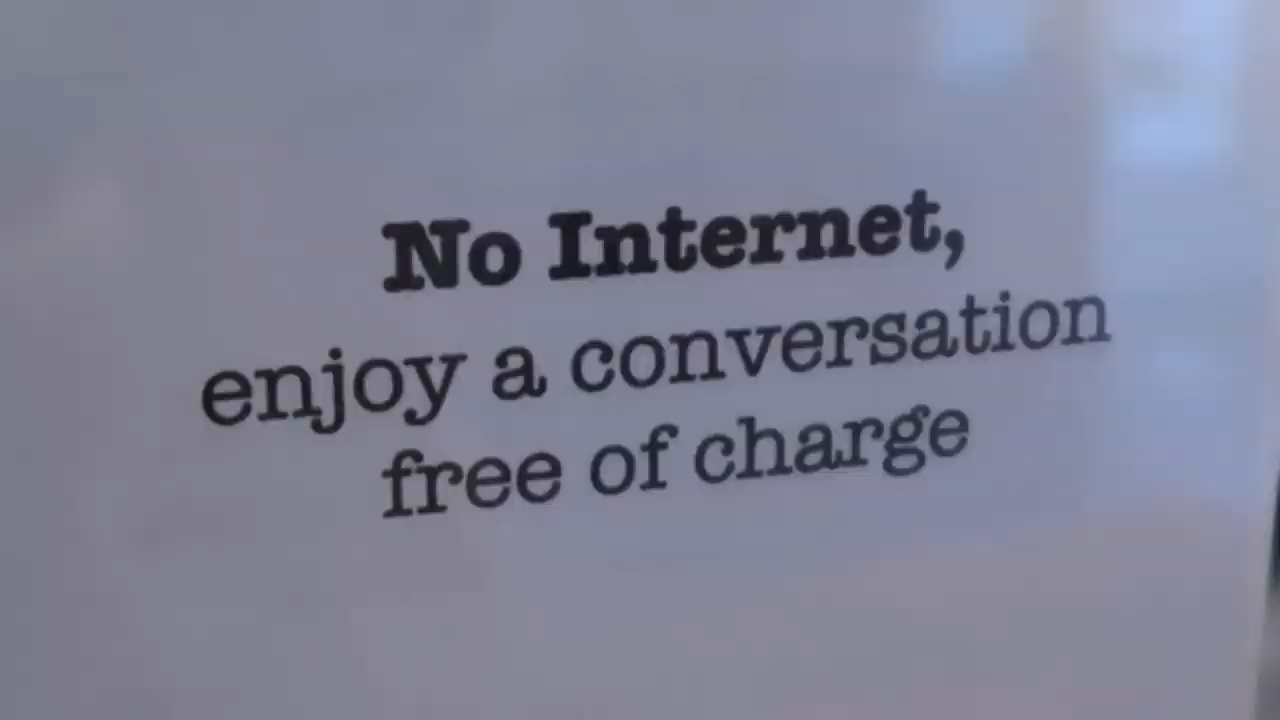 No Internet,
enjoy a conversation
free of charge